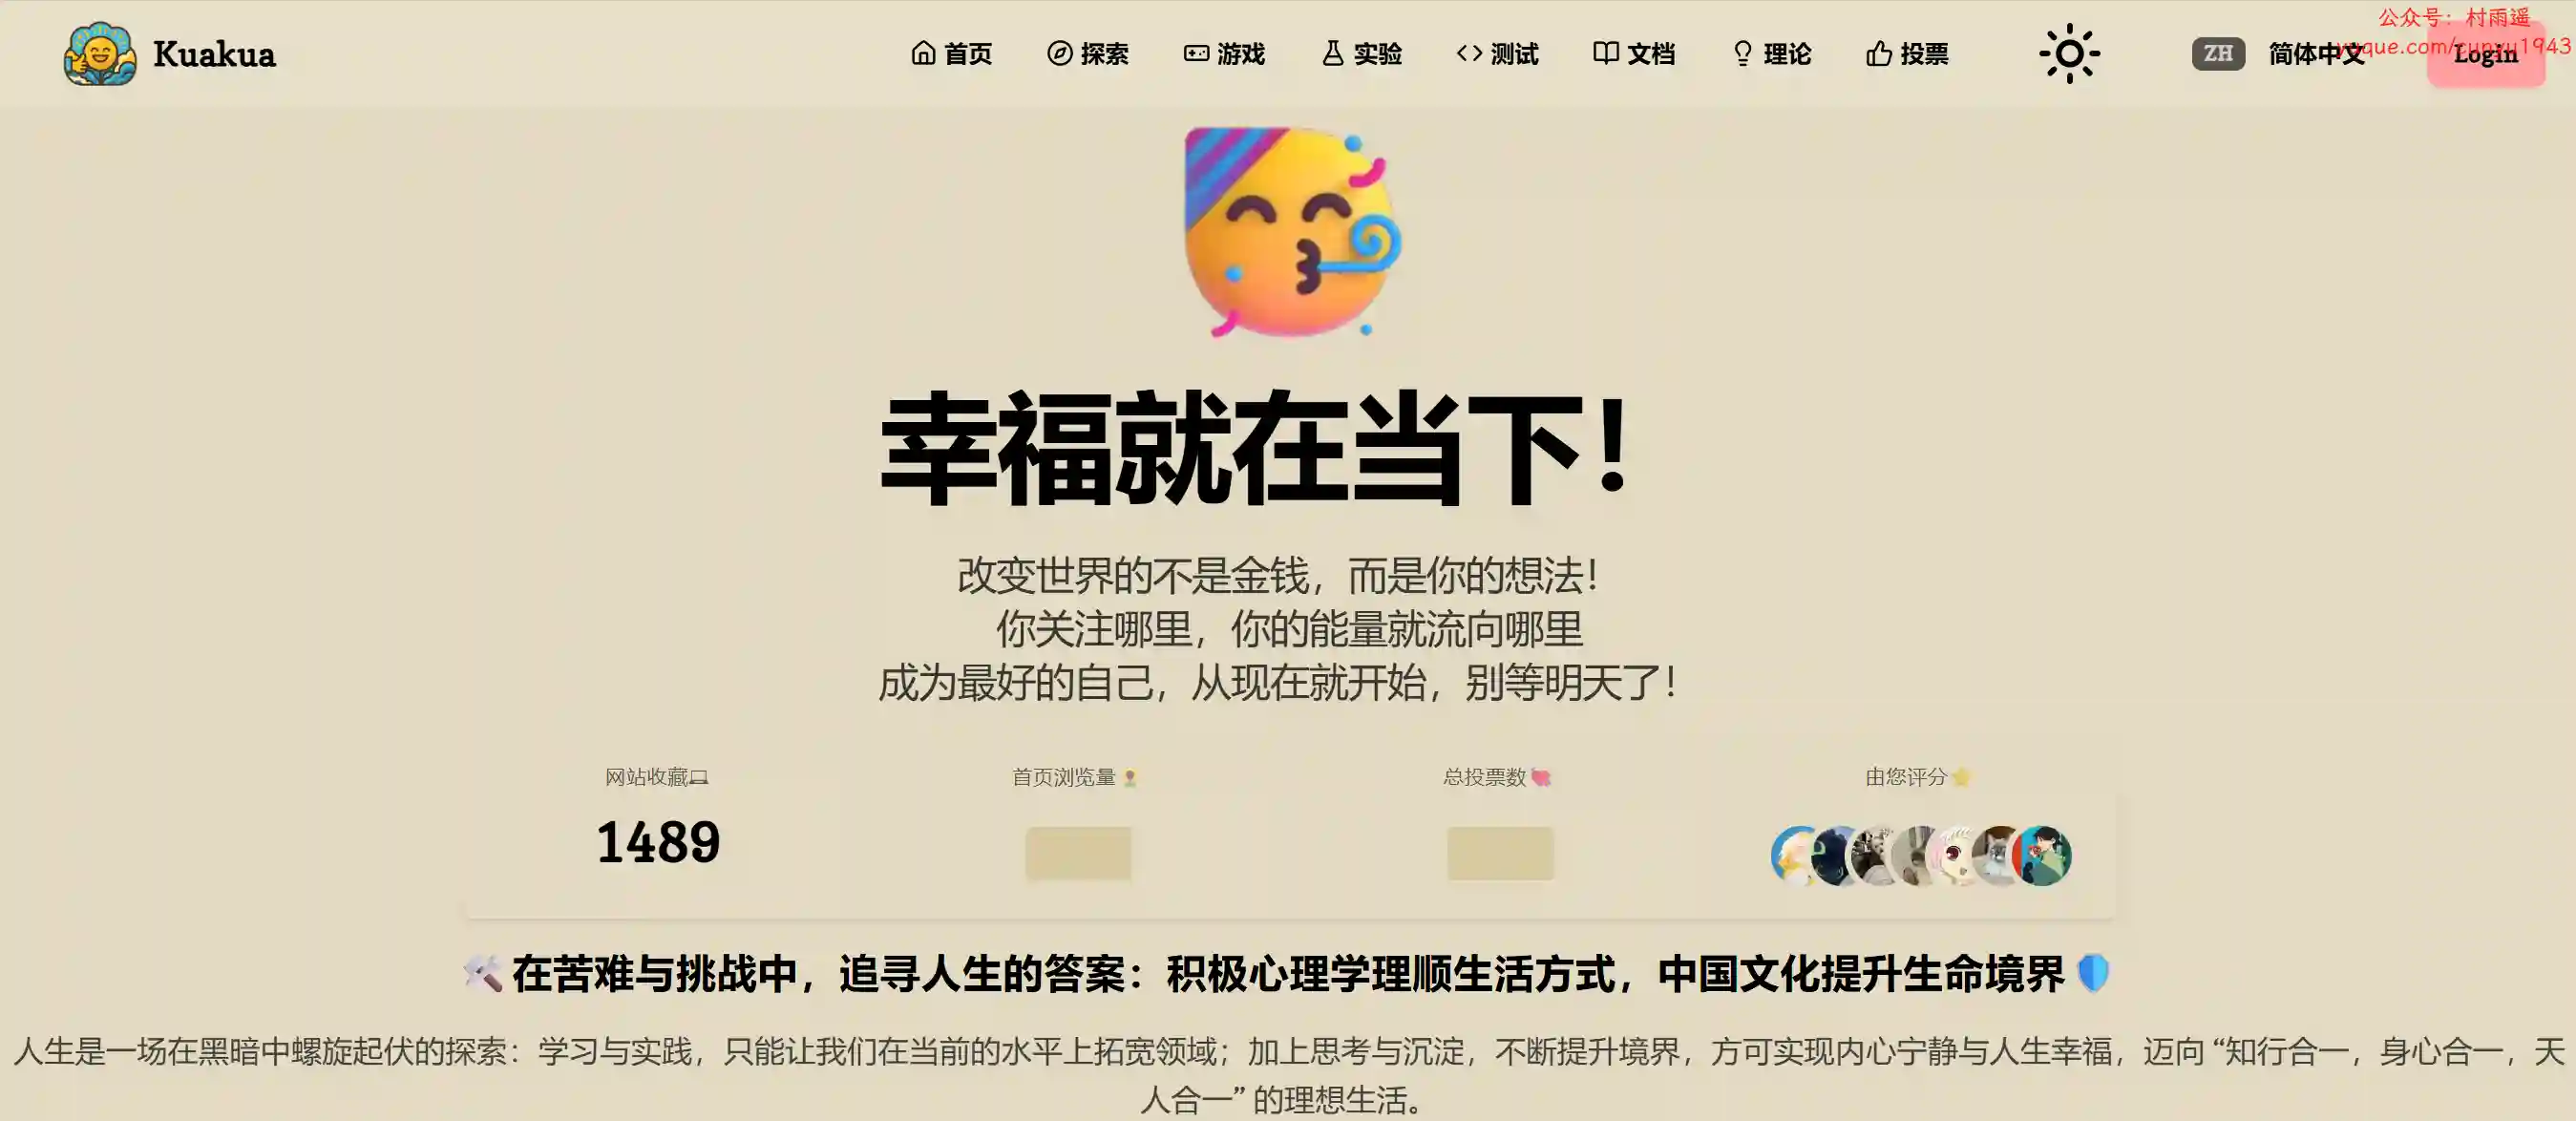 Kuakua
首页 探索 游戏 实验 测试 文档 理论 投票
ZH 简体中文
Login
公众号：村雨遥
yuque.com/cunyu1943
幸福就在当下！
改变世界的不是金钱，而是你的想法！
你关注哪里，你的能量就流向哪里
成为最好的自己，从现在就开始，别等明天了！
网站收藏 首页浏览量 总投票数 由您评分
1489
在苦难与挑战中，追寻人生的答案：积极心理学理顺生活方式，中国文化提升生命境界
人生是一场在黑暗中螺旋起伏的探索：学习与实践，只能让我们在当前的水平上拓宽领域；加上思考与沉淀，不断提升境界，方可实现内心宁静与人生幸福，迈向 “知行合一，身心合一，天
人合一” 的理想生活。